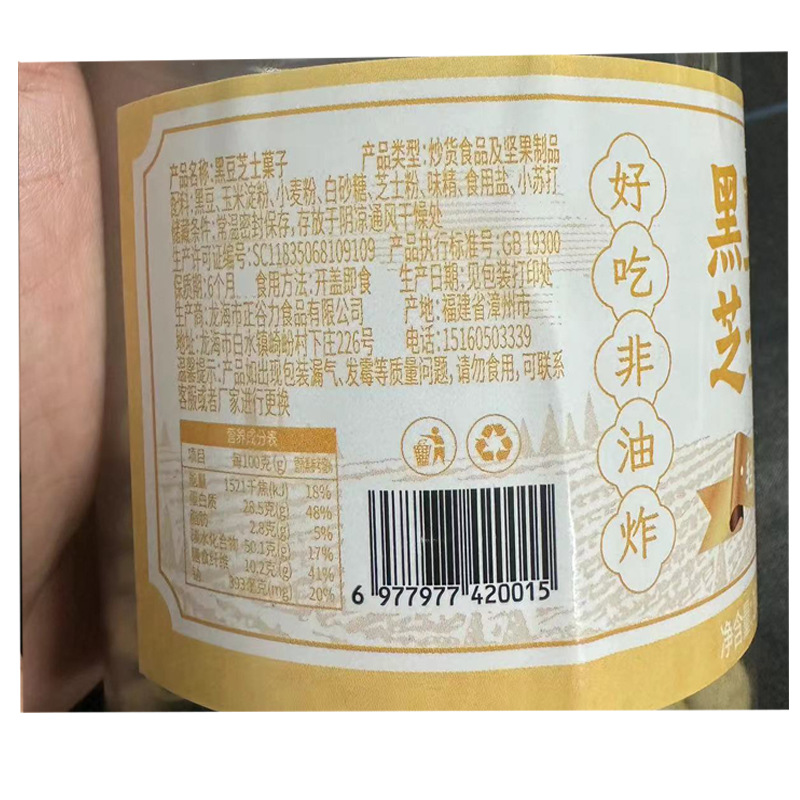 产品名称:黑豆芝士菓子 产品类型:炒货食品及坚果制品
配料:黑豆、玉米淀粉、小麦粉、白砂糖、芝士粉、味精、食用盐、小苏打
储藏条件:常温密封保存,存放于阴凉通风干燥处
生产许可证编号:SC11835068109109 产品执行标准号:GB 19300
保质期:6个月 食用方法:开盖即食 生产日期:见包装打印处
生产商:龙海市正谷力食品有限公司 产地:福建省漳州市
地址:龙海市白水镇崎岎村下庄226号 电话:15160503339
温馨提示:产品如出现包装漏气、发霉等质量问题,请勿食用,可联系
客服或者厂家进行更换
营养成分表
项目 每100克(g) 营养素参考值%
能量 1521千焦(kJ) 18%
蛋白质 28.5克(g) 48%
脂肪 2.8克(g) 5%
碳水化合物 50.1克(g) 17%
膳食纤维 10.2克(g) 41%
钠 393毫克(mg) 20%
6 977977 420015
好吃非油炸
黑
芝
净含